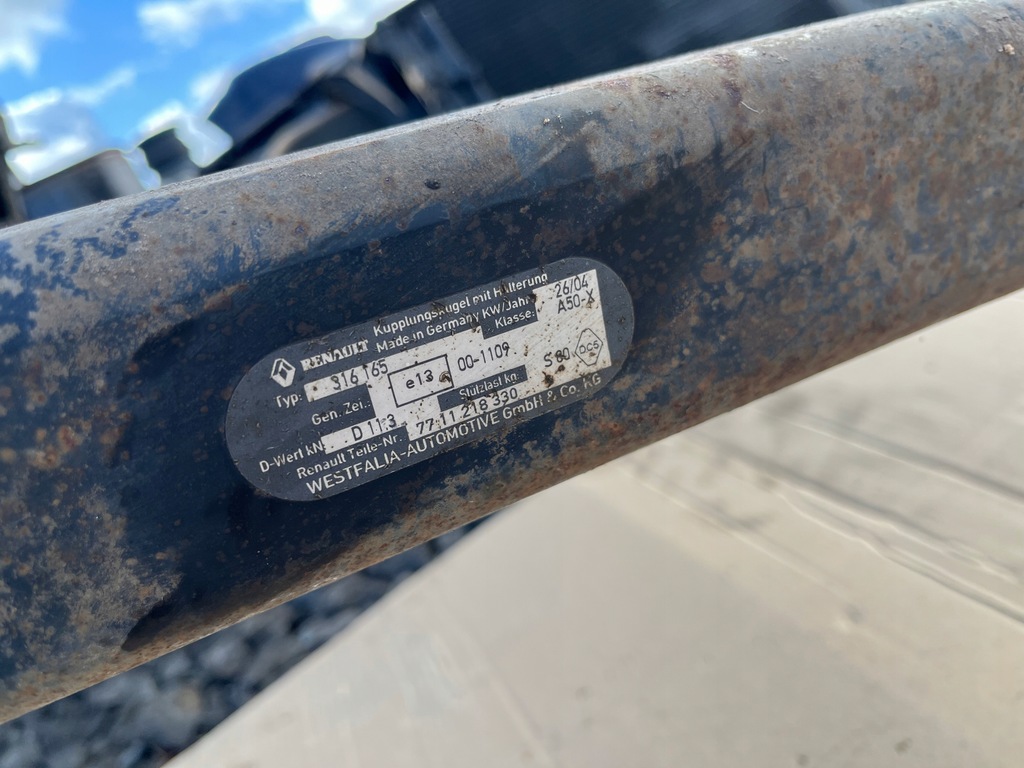 RENAULT Kupplungskugel mit Halterung
Made in Germany KW/Jahr: 26/04
Typ: 316 165 Klasse: A50-X
Gen. Zei.: e13 00-1109
D-Wert kN: D 11.3 Stützlast kg: S 80 DC5
Renault Teile-Nr. 77 11 218 330
WESTFALIA-AUTOMOTIVE GmbH & Co. KG